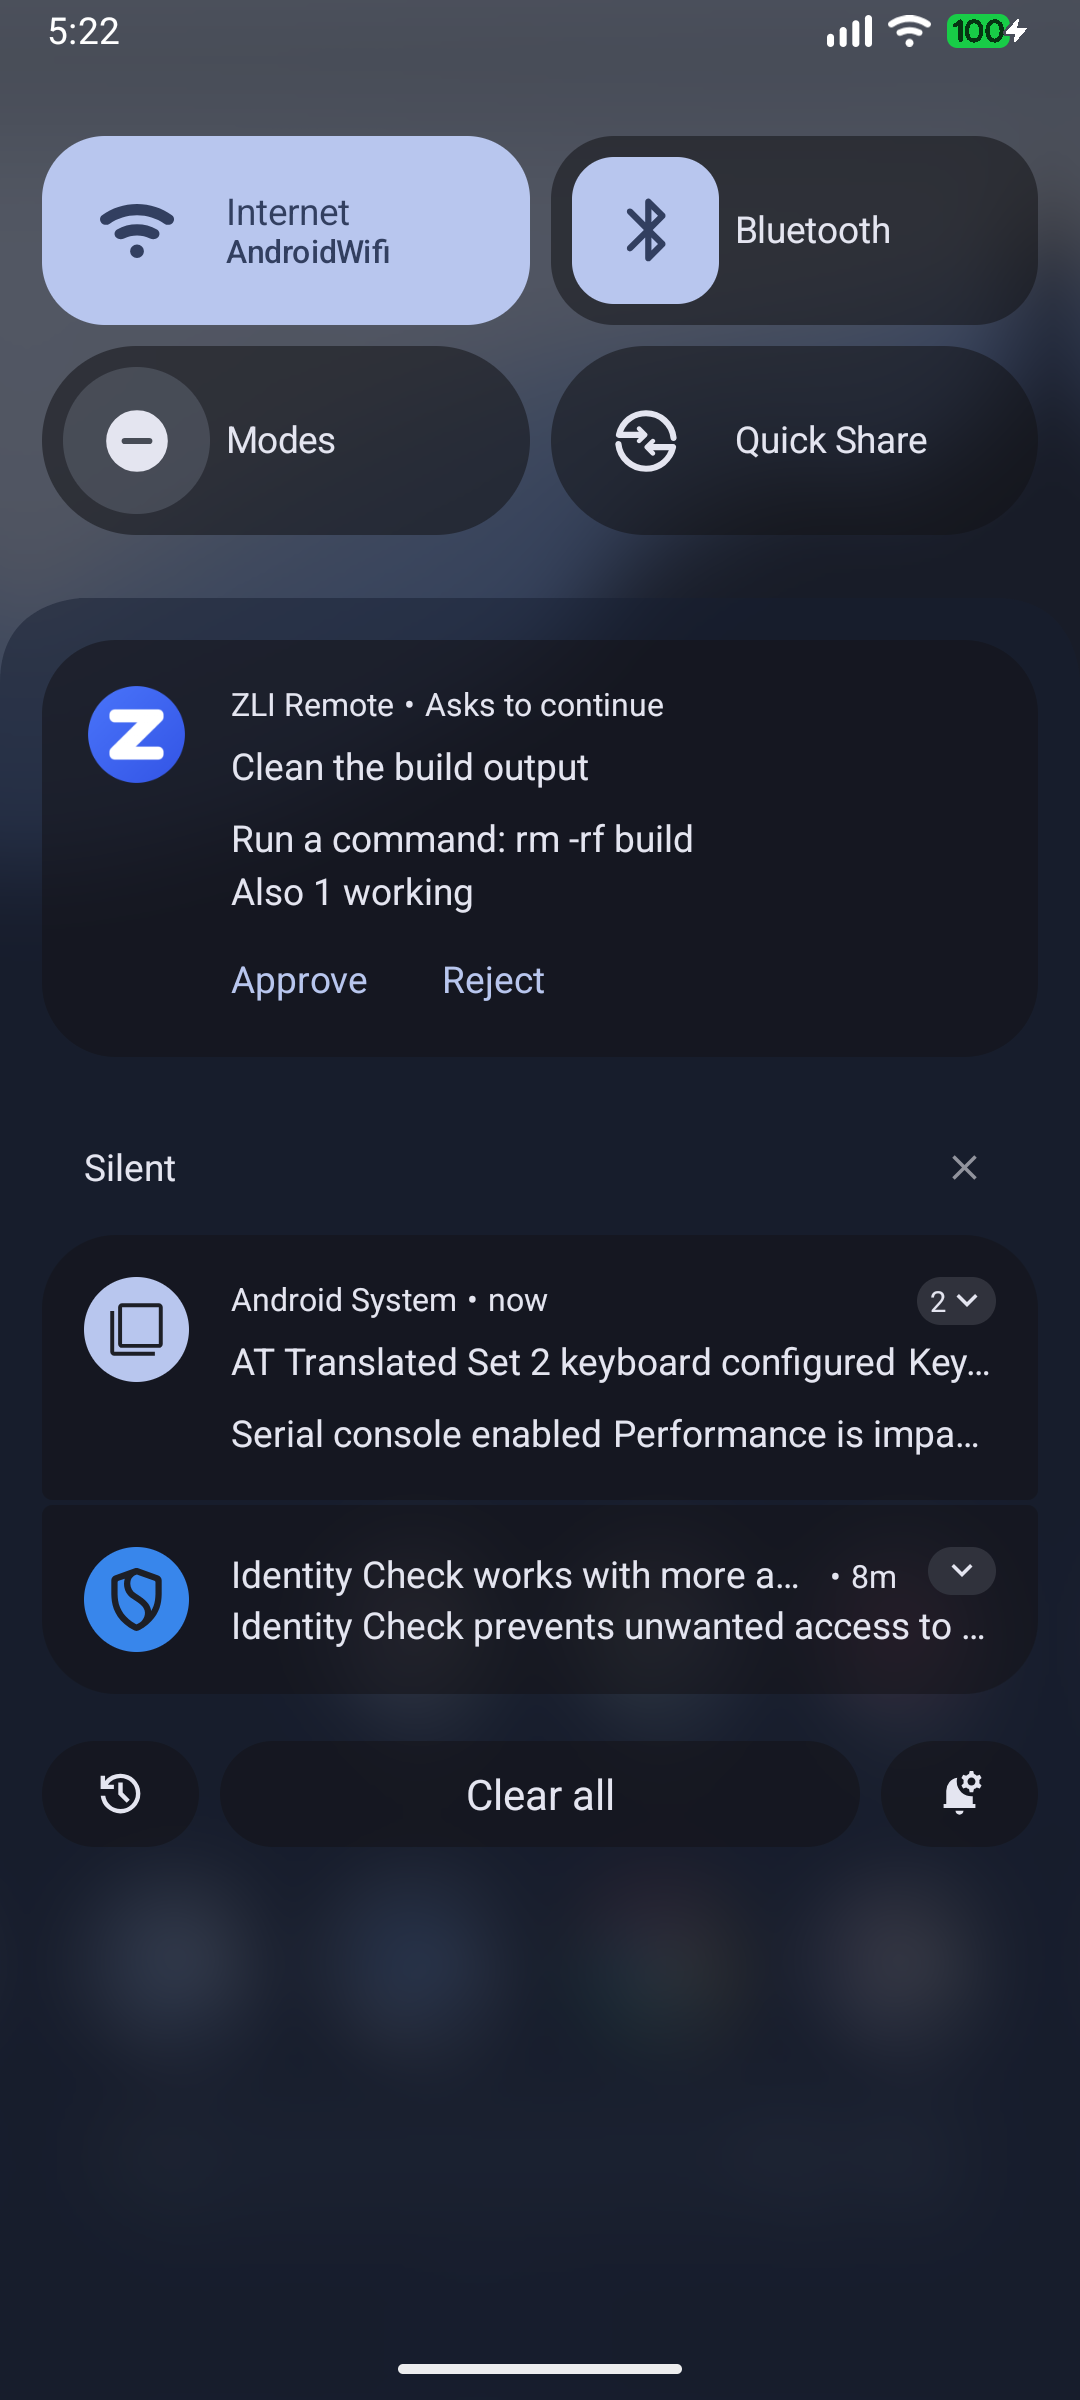 5:22
100
Internet
AndroidWifi
Bluetooth
Modes
Quick Share
ZLI Remote • Asks to continue
Clean the build output
Run a command: rm -rf build
Also 1 working
Approve
Reject
Silent
Android System • now
2
AT Translated Set 2 keyboard configured Key...
Serial console enabled Performance is impa...
Identity Check works with more a... • 8m
Identity Check prevents unwanted access to ...
Clear all